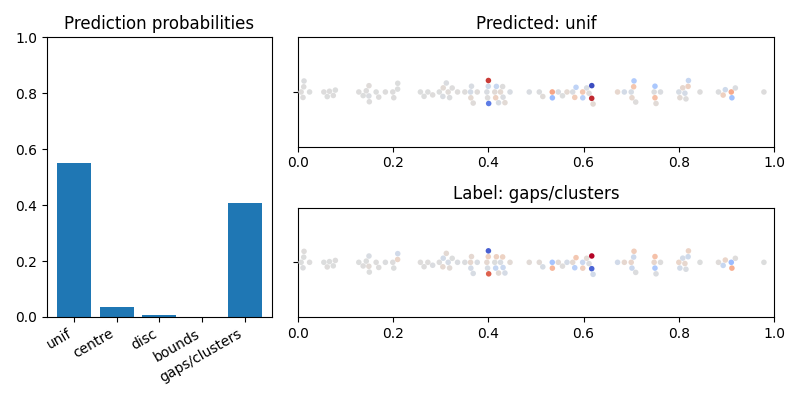 Prediction probabilities
1.0
0.8
0.6
0.4
0.2
0.0
unif
centre
disc
bounds
gaps/clusters
Predicted: unif
0.0 0.2 0.4 0.6 0.8 1.0
Label: gaps/clusters
0.0 0.2 0.4 0.6 0.8 1.0